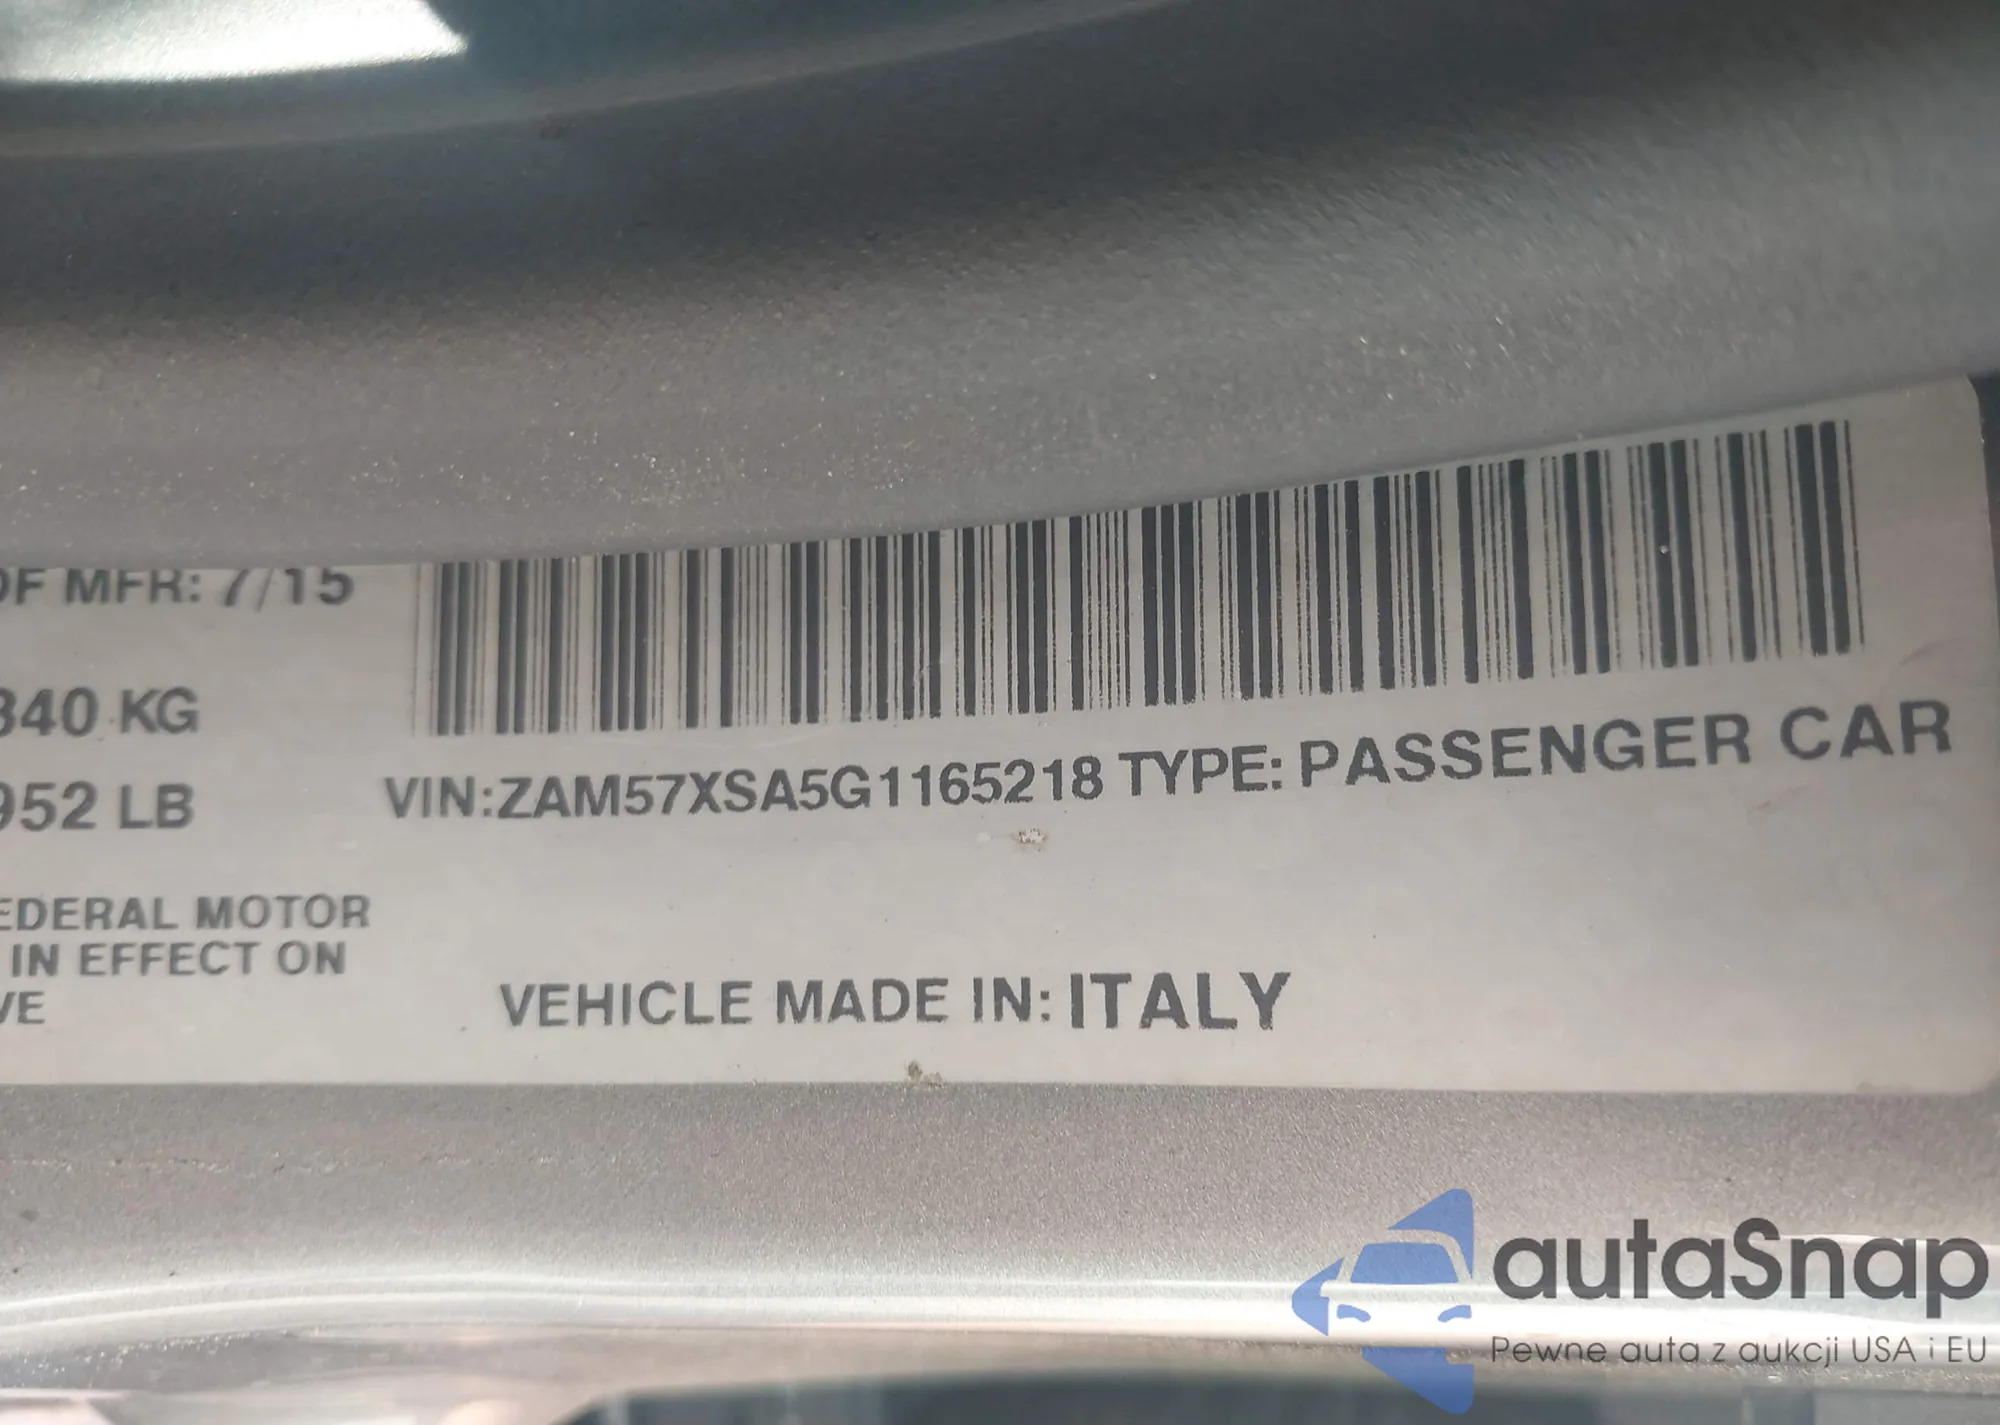 OF MFR: 7/15
840 KG
952 LB
VIN:ZAM57XSA5G1165218 TYPE: PASSENGER CAR
EDERAL MOTOR
IN EFFECT ON
VE
VEHICLE MADE IN: ITALY
autaSnap
Pewne auta z aukcji USA i EU